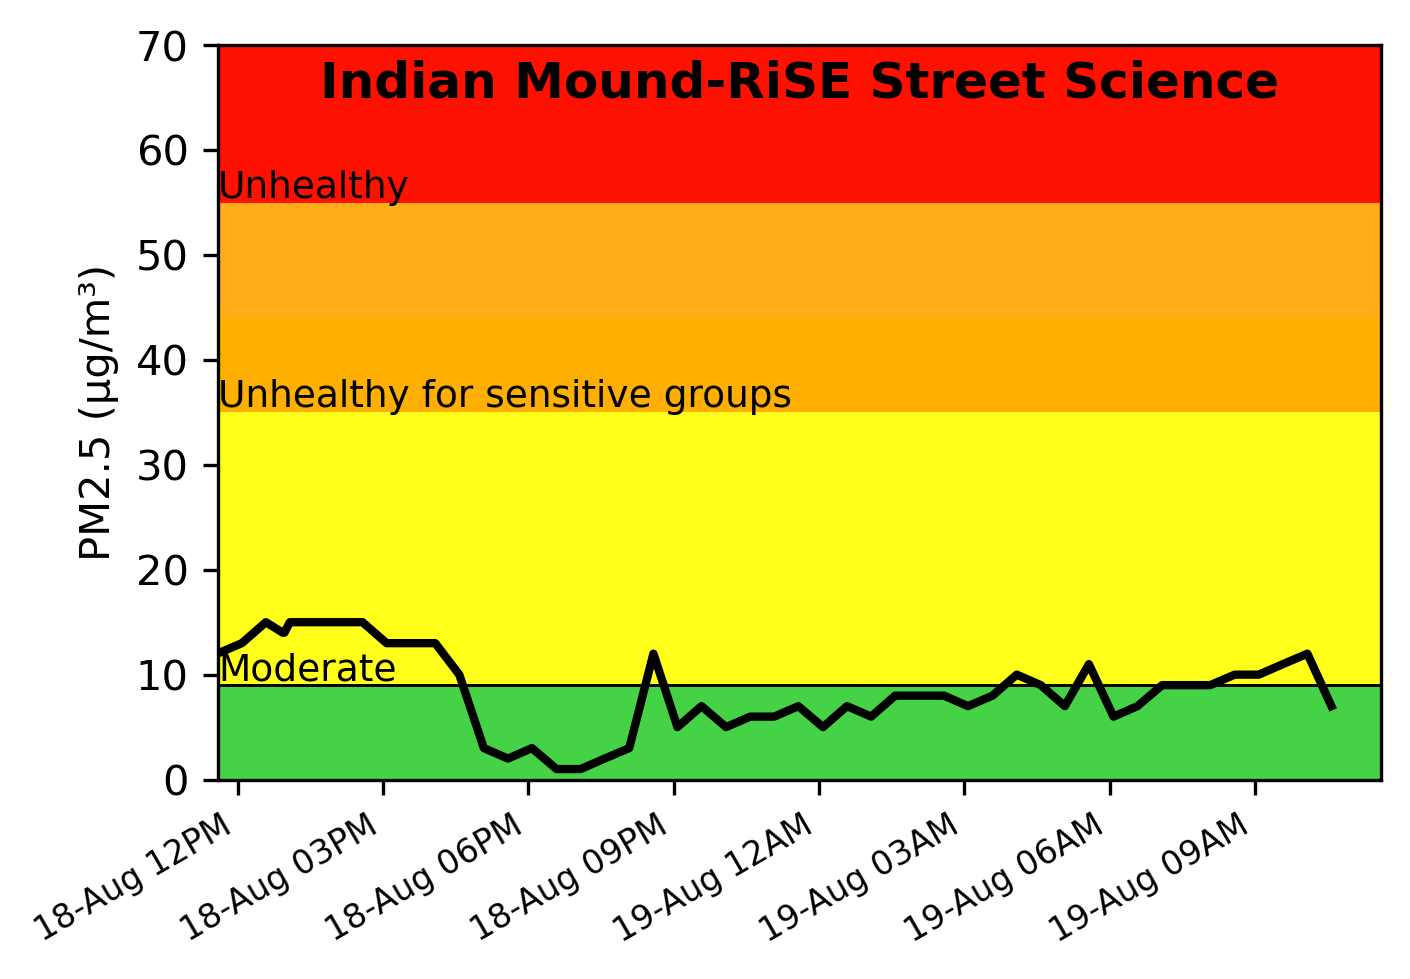 Indian Mound-RiSE Street Science
PM2.5 (µg/m³)
70
60
50
40
30
20
10
0
Unhealthy
Unhealthy for sensitive groups
Moderate
18-Aug 12PM
18-Aug 03PM
18-Aug 06PM
18-Aug 09PM
19-Aug 12AM
19-Aug 03AM
19-Aug 06AM
19-Aug 09AM